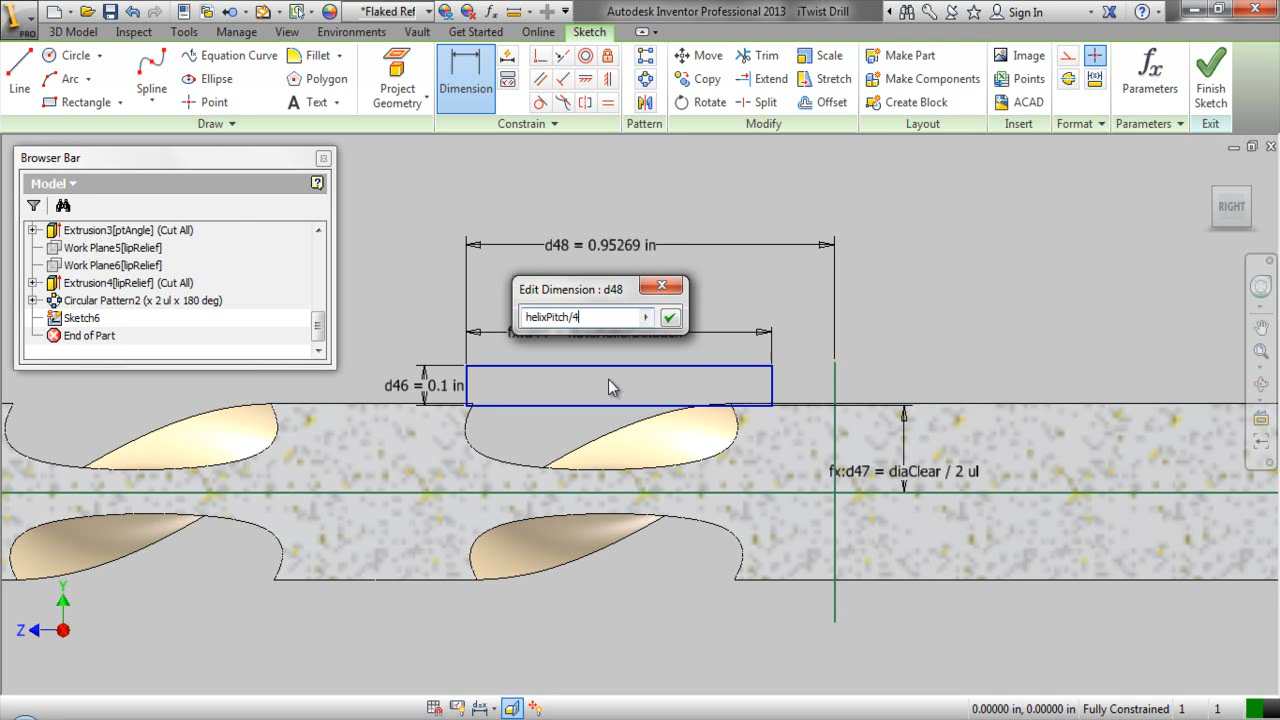 PRO
*Flaked Ref
Autodesk Inventor Professional 2013 iTwist Drill
Sign In
3D Model Inspect Tools Manage View Environments Vault Get Started Online Sketch
Line
Circle
Arc
Rectangle
Spline
Equation Curve
Ellipse
Point
Fillet
Polygon
Text
Project Geometry
Dimension
Move
Copy
Rotate
Trim
Extend
Split
Scale
Stretch
Offset
Make Part
Make Components
Create Block
Image
Points
ACAD
Parameters
Finish Sketch
Draw Constrain Pattern Modify Layout Insert Format Parameters Exit
Browser Bar
Model
Extrusion3[ptAngle] (Cut All)
Work Plane5[lipRelief]
Work Plane6[lipRelief]
Extrusion4[lipRelief] (Cut All)
Circular Pattern2 (x 2 ul x 180 deg)
Sketch6
End of Part
RIGHT
d48 = 0.95269 in
Edit Dimension : d48
helixPitch/4
d46 = 0.1 in
fx:d47 = diaClear / 2 ul
Y
Z
0.00000 in, 0.00000 in Fully Constrained 1 1